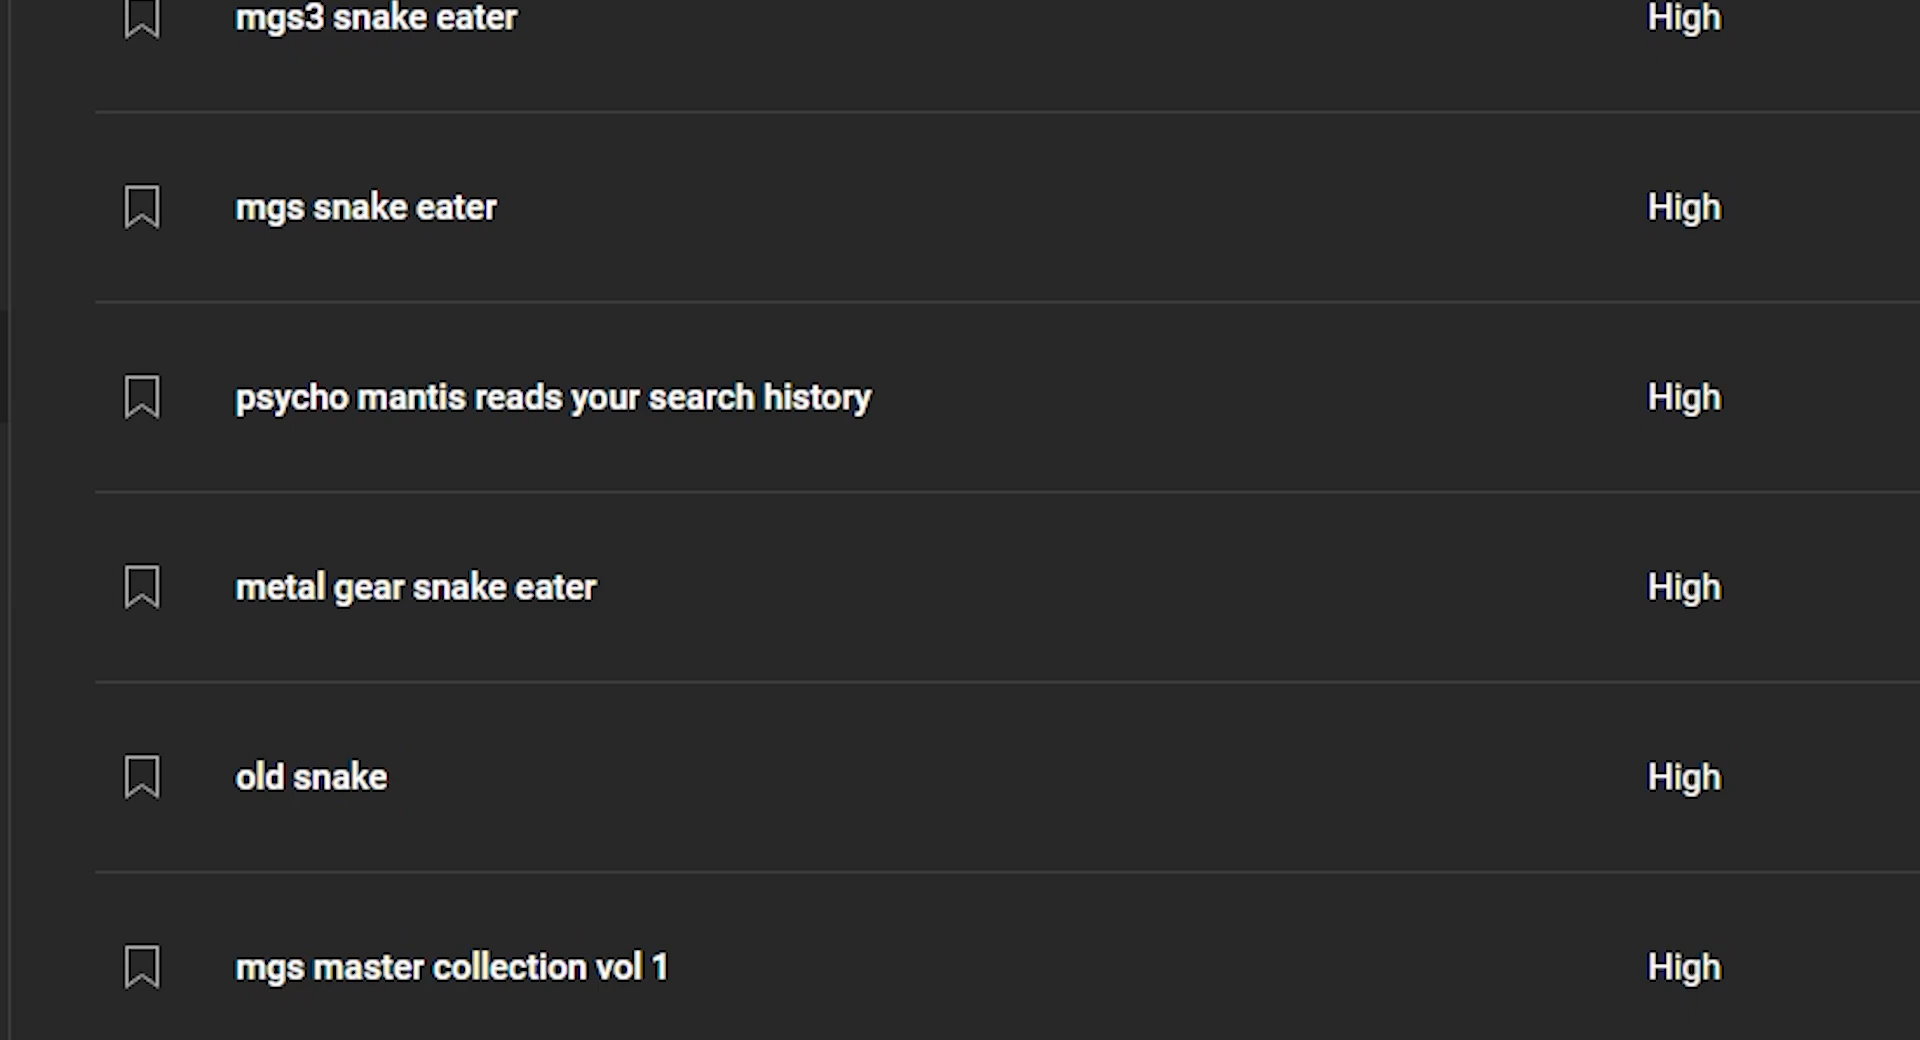 mgs3 snake eater High
mgs snake eater High
psycho mantis reads your search history High
metal gear snake eater High
old snake High
mgs master collection vol 1 High